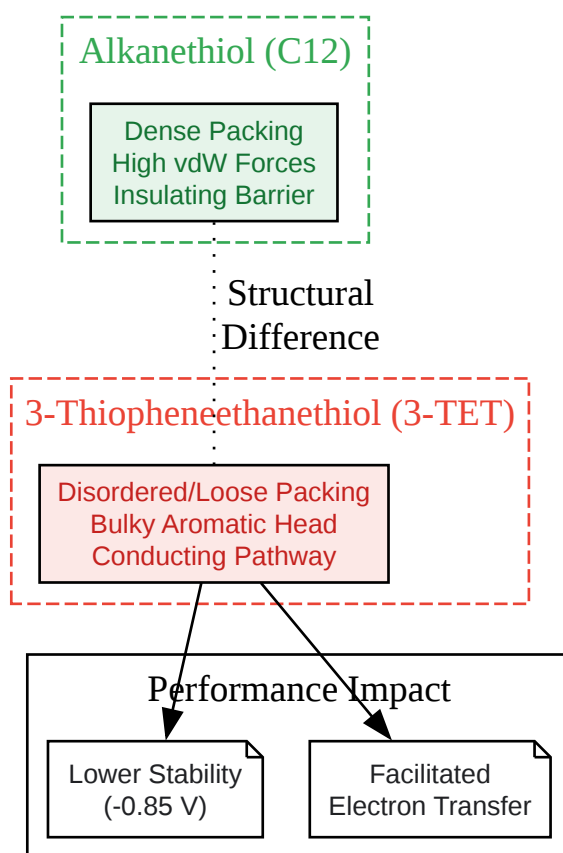 Alkanethiol (C12)
Dense Packing
High vdW Forces
Insulating Barrier
Structural
Difference
3-Thiopheneethanethiol (3-TET)
Disordered/Loose Packing
Bulky Aromatic Head
Conducting Pathway
Performance Impact
Lower Stability
(-0.85 V)
Facilitated
Electron Transfer